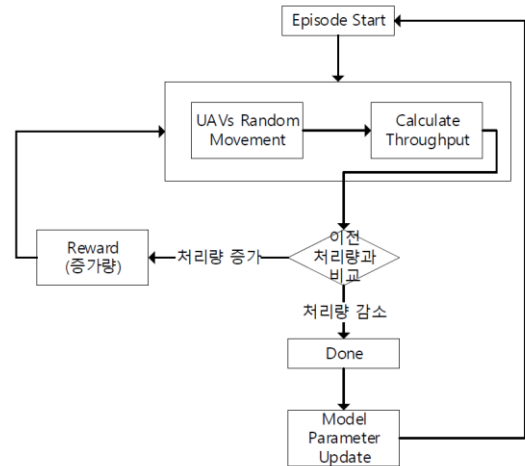 Episode Start
UAVs Random
Movement
Calculate
Throughput
이전
처리량과
비교
처리량 증가
Reward
(증가량)
처리량 감소
Done
Model
Parameter
Update